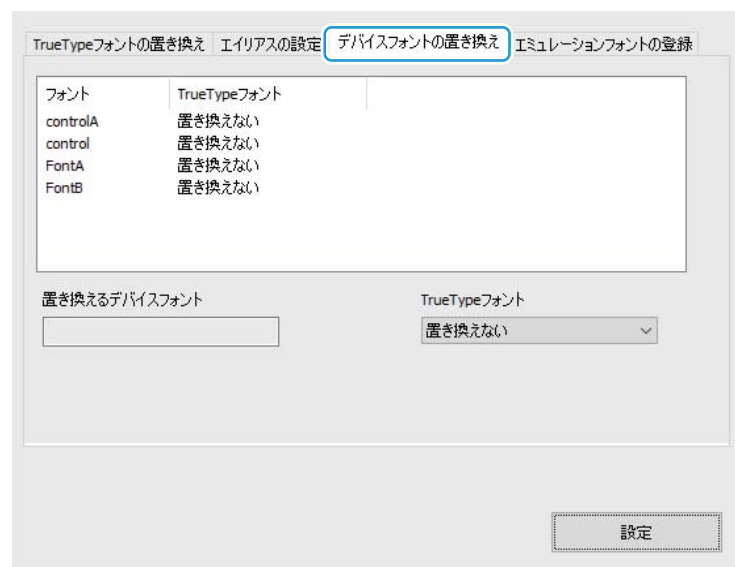 TrueTypeフォントの置き換え エイリアスの設定 デバイスフォントの置き換え エミュレーションフォントの登録
フォント TrueTypeフォント
controlA 置き換えない
control 置き換えない
FontA 置き換えない
FontB 置き換えない
置き換えるデバイスフォント TrueTypeフォント
置き換えない
設定